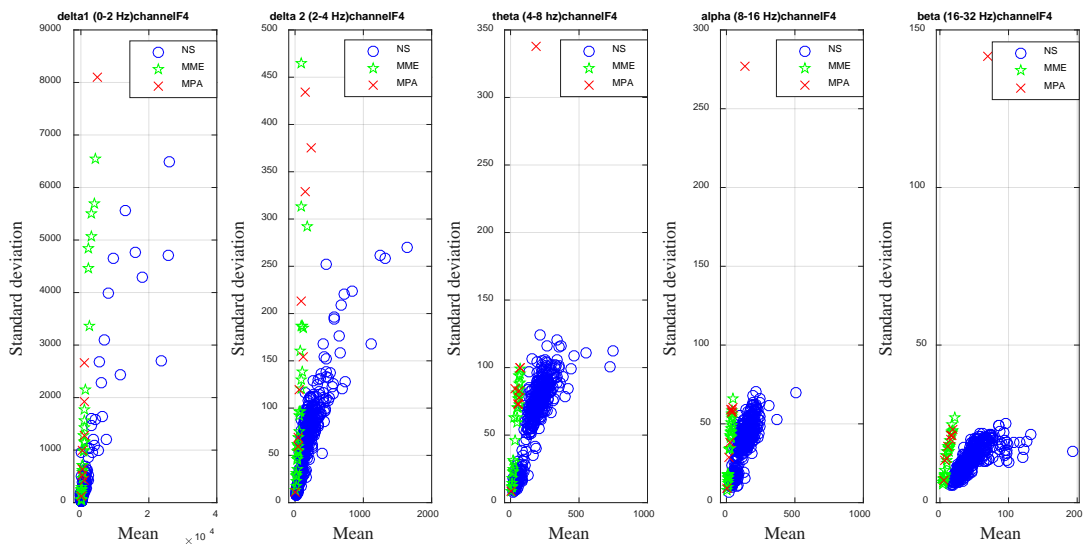 delta1 (0-2 Hz)channelF4
9000
8000
7000
6000
5000
4000
3000
2000
1000
0
Standard deviation
0 2 4
Mean
× 10 4
NS
MME
MPA
delta 2 (2-4 Hz)channelF4
500
450
400
350
300
250
200
150
100
50
0
Standard deviation
0 1000 2000
Mean
NS
MME
MPA
theta (4-8 hz)channelF4
350
300
250
200
150
100
50
0
Standard deviation
0 500 1000
Mean
NS
MME
MPA
alpha (8-16 Hz)channelF4
300
250
200
150
100
50
0
Standard deviation
0 500 1000
Mean
NS
MME
MPA
beta (16-32 Hz)channelF4
150
100
50
0
Standard deviation
0 100 200
Mean
NS
MME
MPA